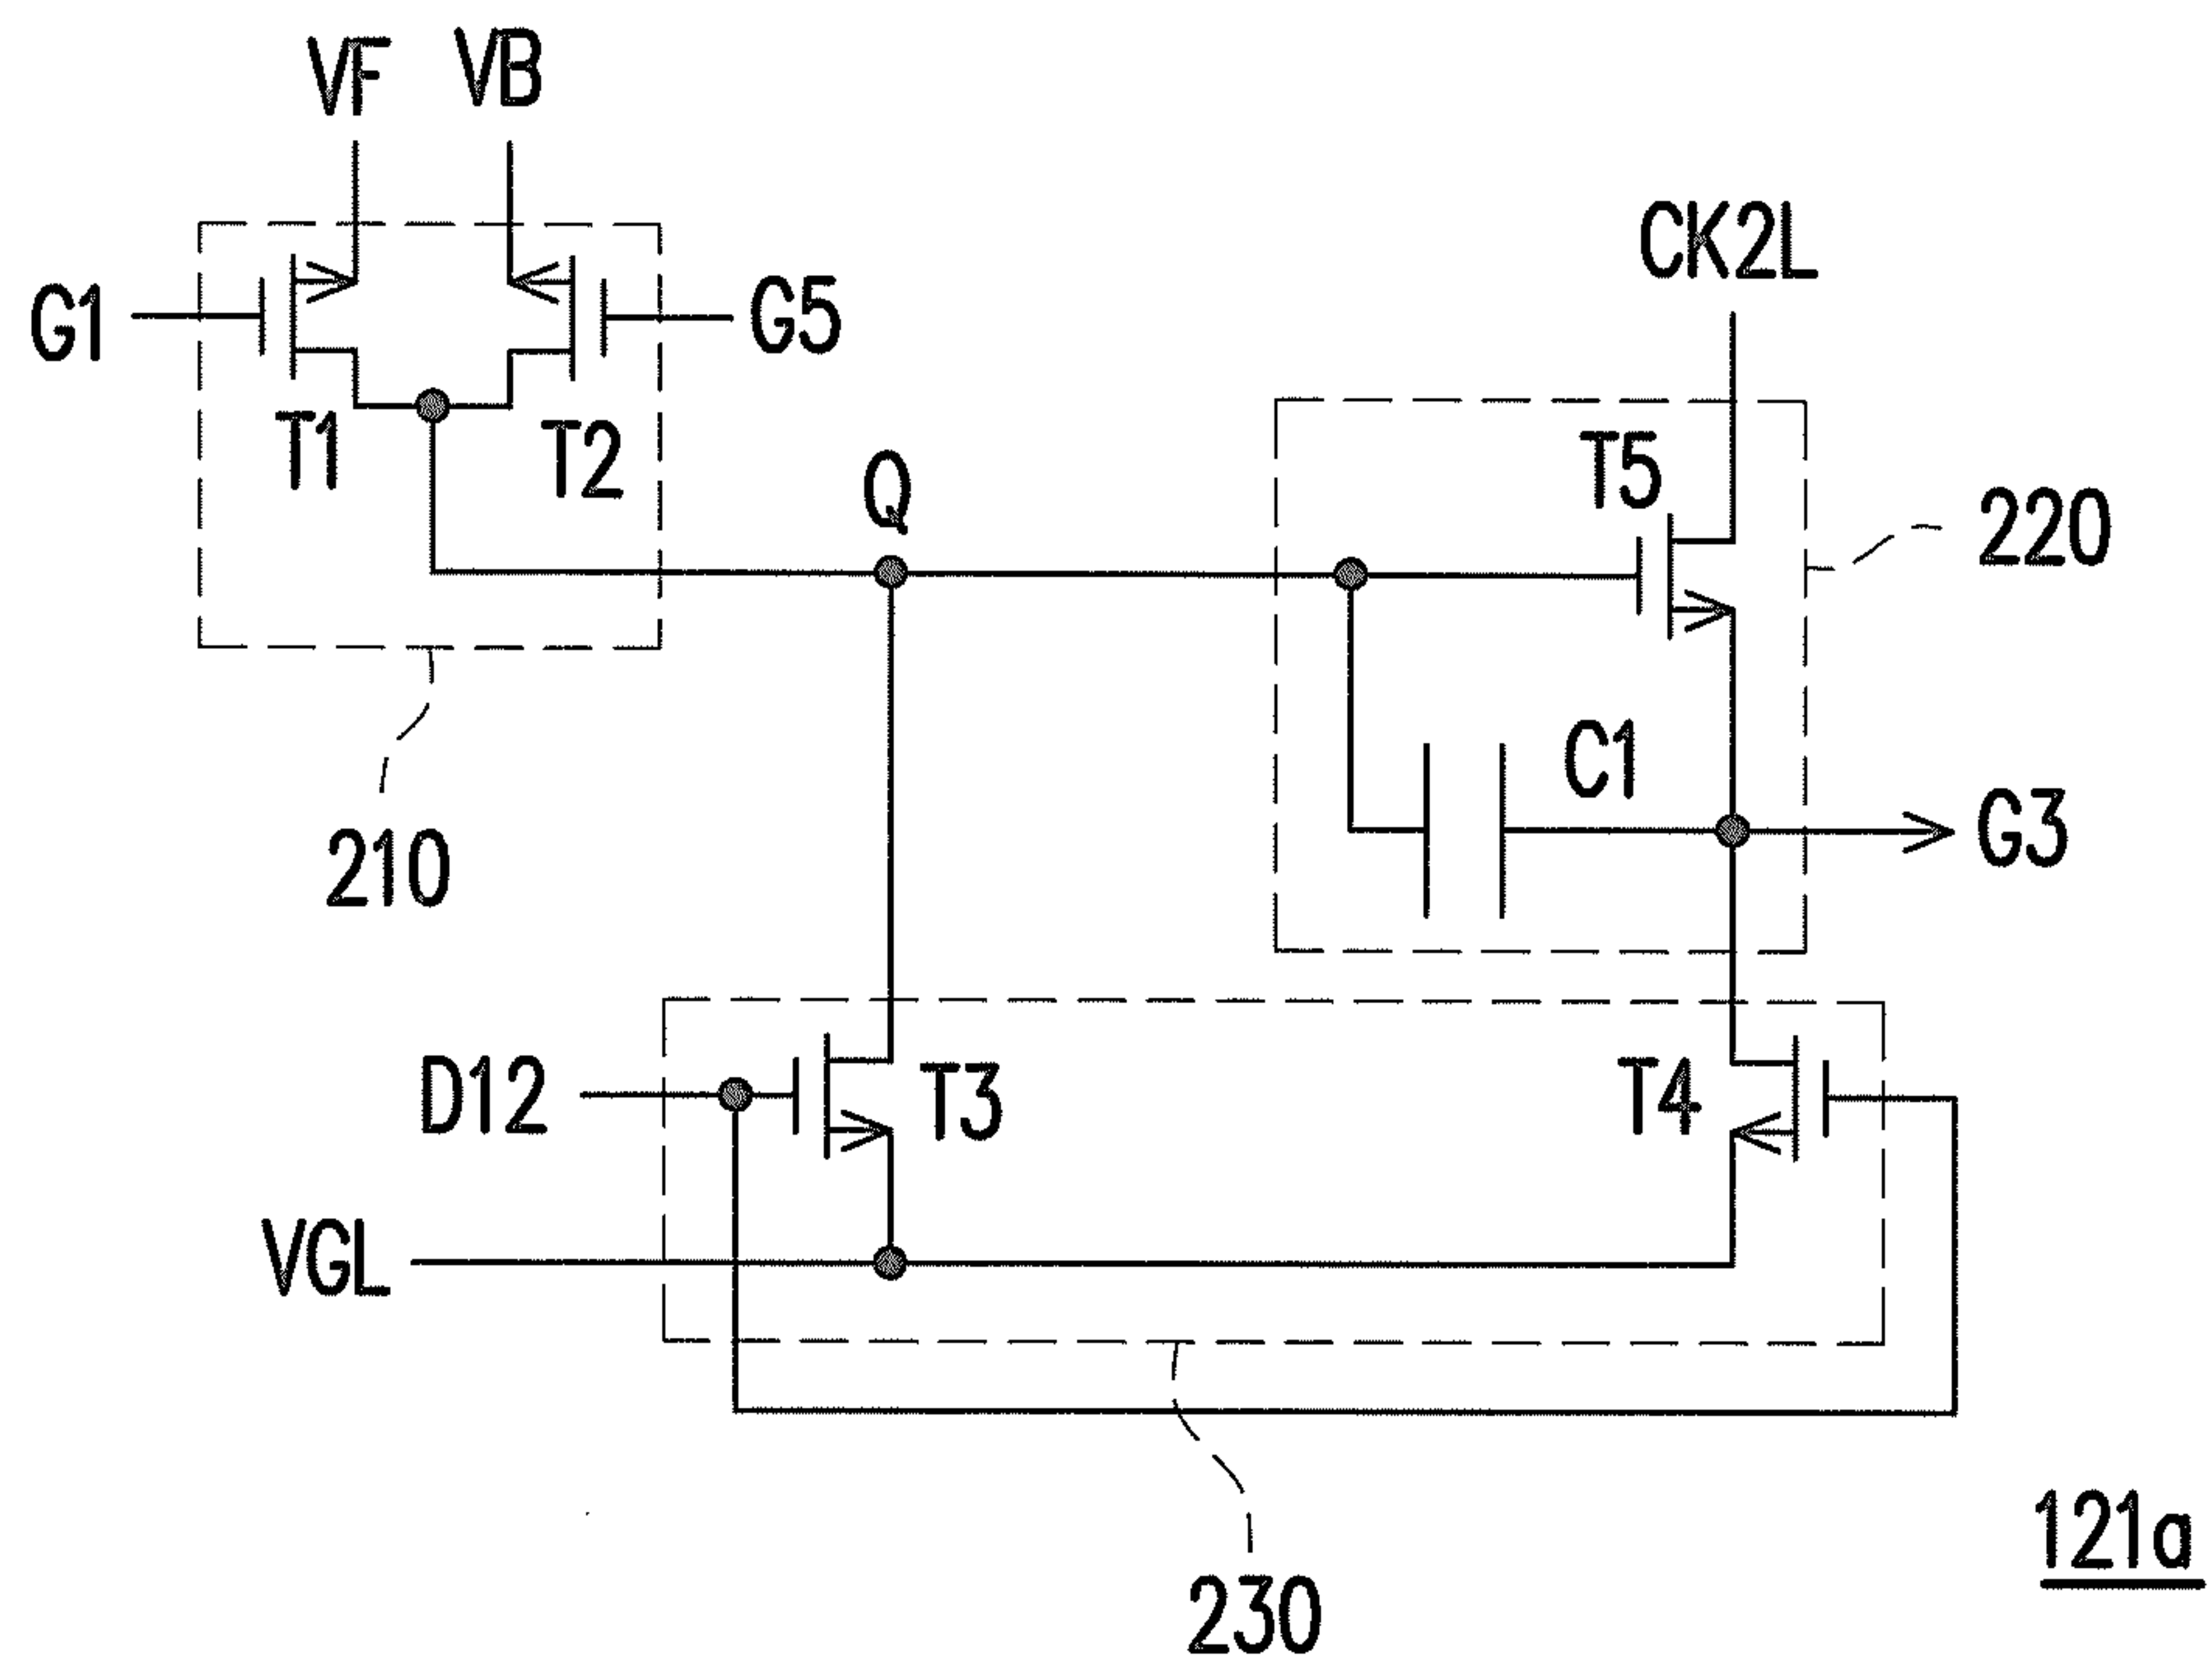 VF VB
CK2L
G1
G5
T1 T2
T5
Q
220
C1
G3
210
D12
T3
T4
VGL
121a
230